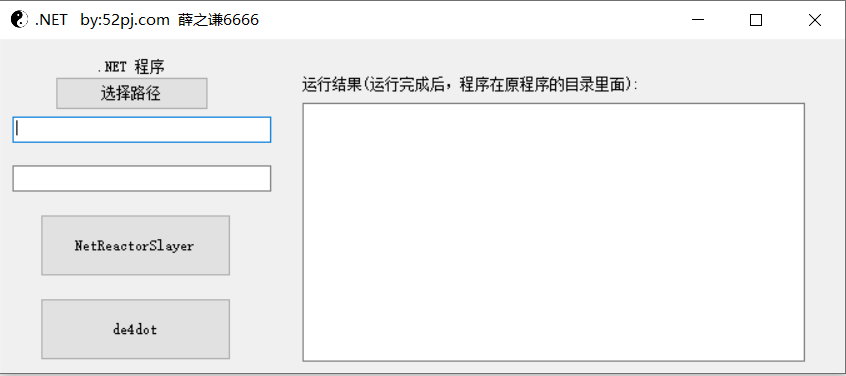 .NET   by:52pj.com  薛之谦6666
.NET 程序
选择路径
运行结果(运行完成后，程序在原程序的目录里面):
NetReactorSlayer
de4dot